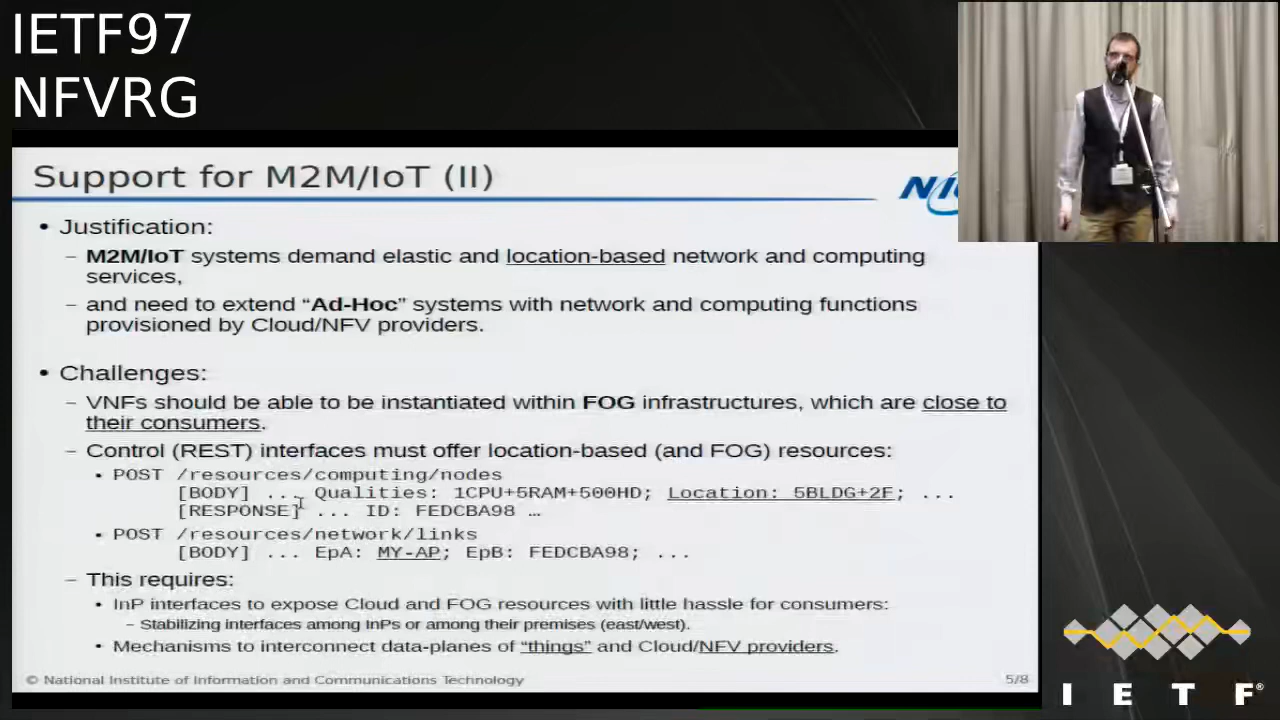 IETF97
NFVRG
Support for M2M/IoT (II)
• Justification:
– M2M/IoT systems demand elastic and location-based network and computing
services,
– and need to extend “Ad-Hoc” systems with network and computing functions
provisioned by Cloud/NFV providers.
• Challenges:
– VNFs should be able to be instantiated within FOG infrastructures, which are close to
their consumers.
– Control (REST) interfaces must offer location-based (and FOG) resources:
• POST /resources/computing/nodes
[BODY] ... Qualities: 1CPU+5RAM+500HD; Location: 5BLDG+2F; ...
[RESPONSE] ... ID: FEDCBA98 …
• POST /resources/network/links
[BODY] ... EpA: MY-AP; EpB: FEDCBA98; ...
– This requires:
• InP interfaces to expose Cloud and FOG resources with little hassle for consumers:
– Stabilizing interfaces among InPs or among their premises (east/west).
• Mechanisms to interconnect data-planes of “things” and Cloud/NFV providers.
© National Institute of Information and Communications Technology
5/8
I E T F®